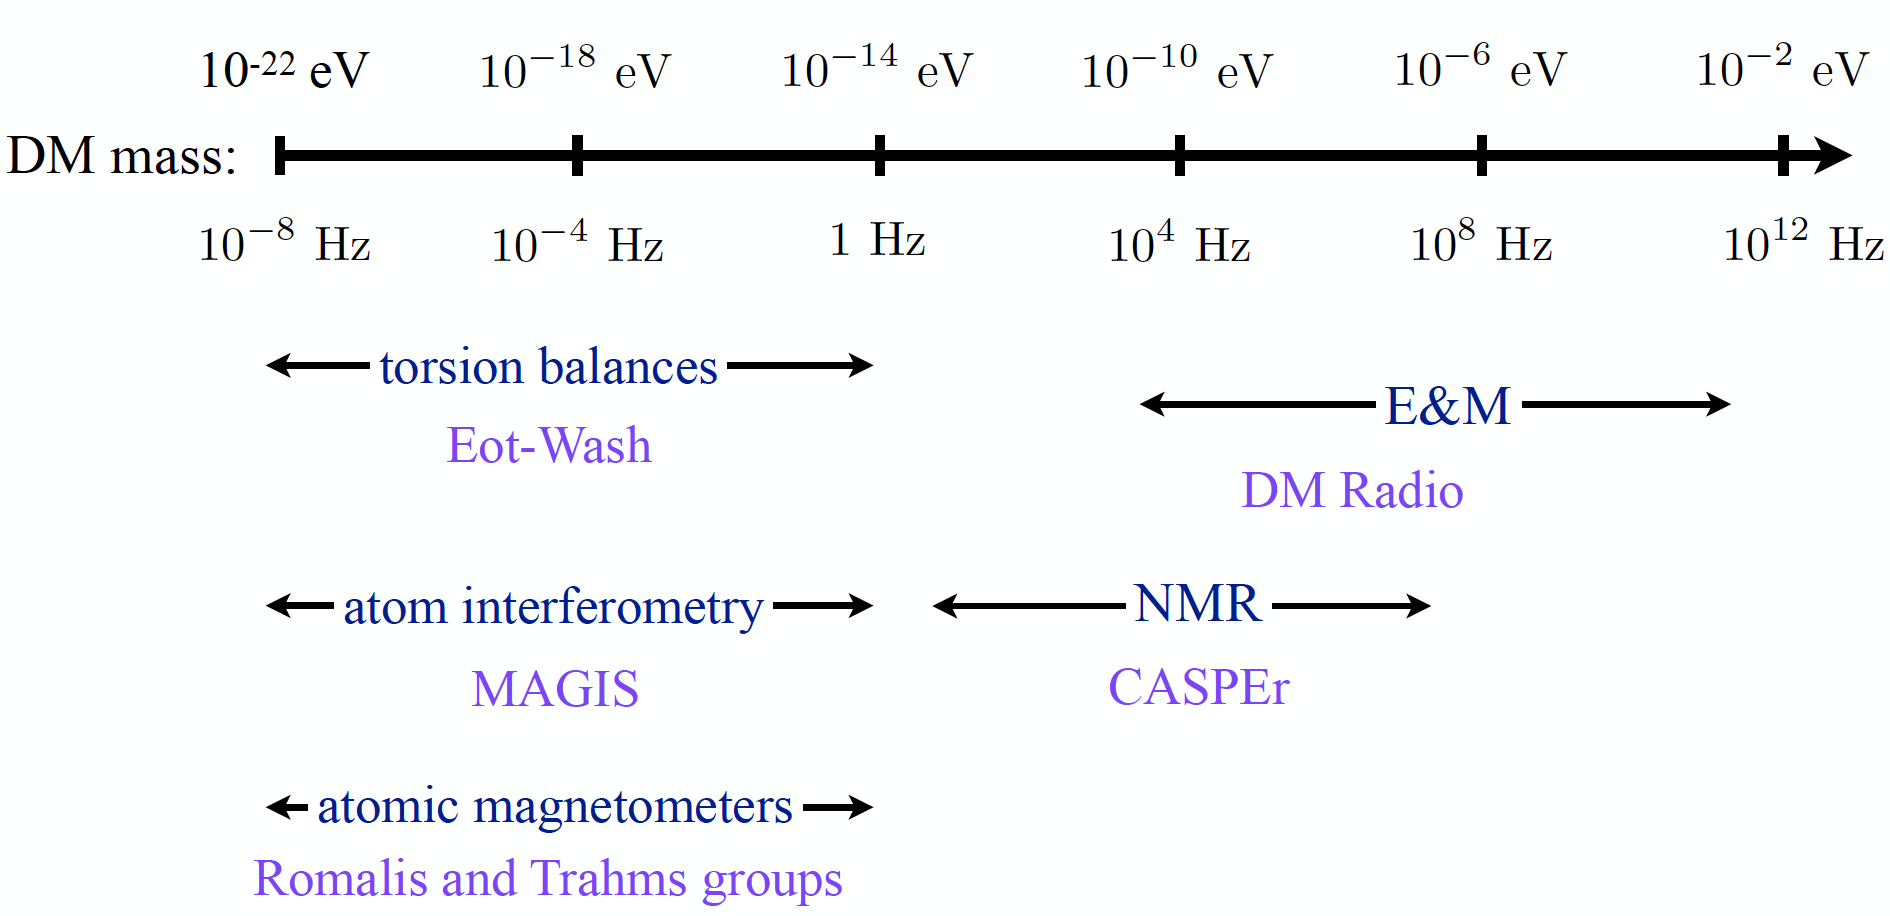 10-22 eV 10−18 eV 10−14 eV 10−10 eV 10−6 eV 10−2 eV
DM mass:
10−8 Hz 10−4 Hz 1 Hz 104 Hz 108 Hz 1012 Hz
torsion balances
E&M
Eot-Wash
DM Radio
atom interferometry NMR
MAGIS CASPEr
atomic magnetometers
Romalis and Trahms groups